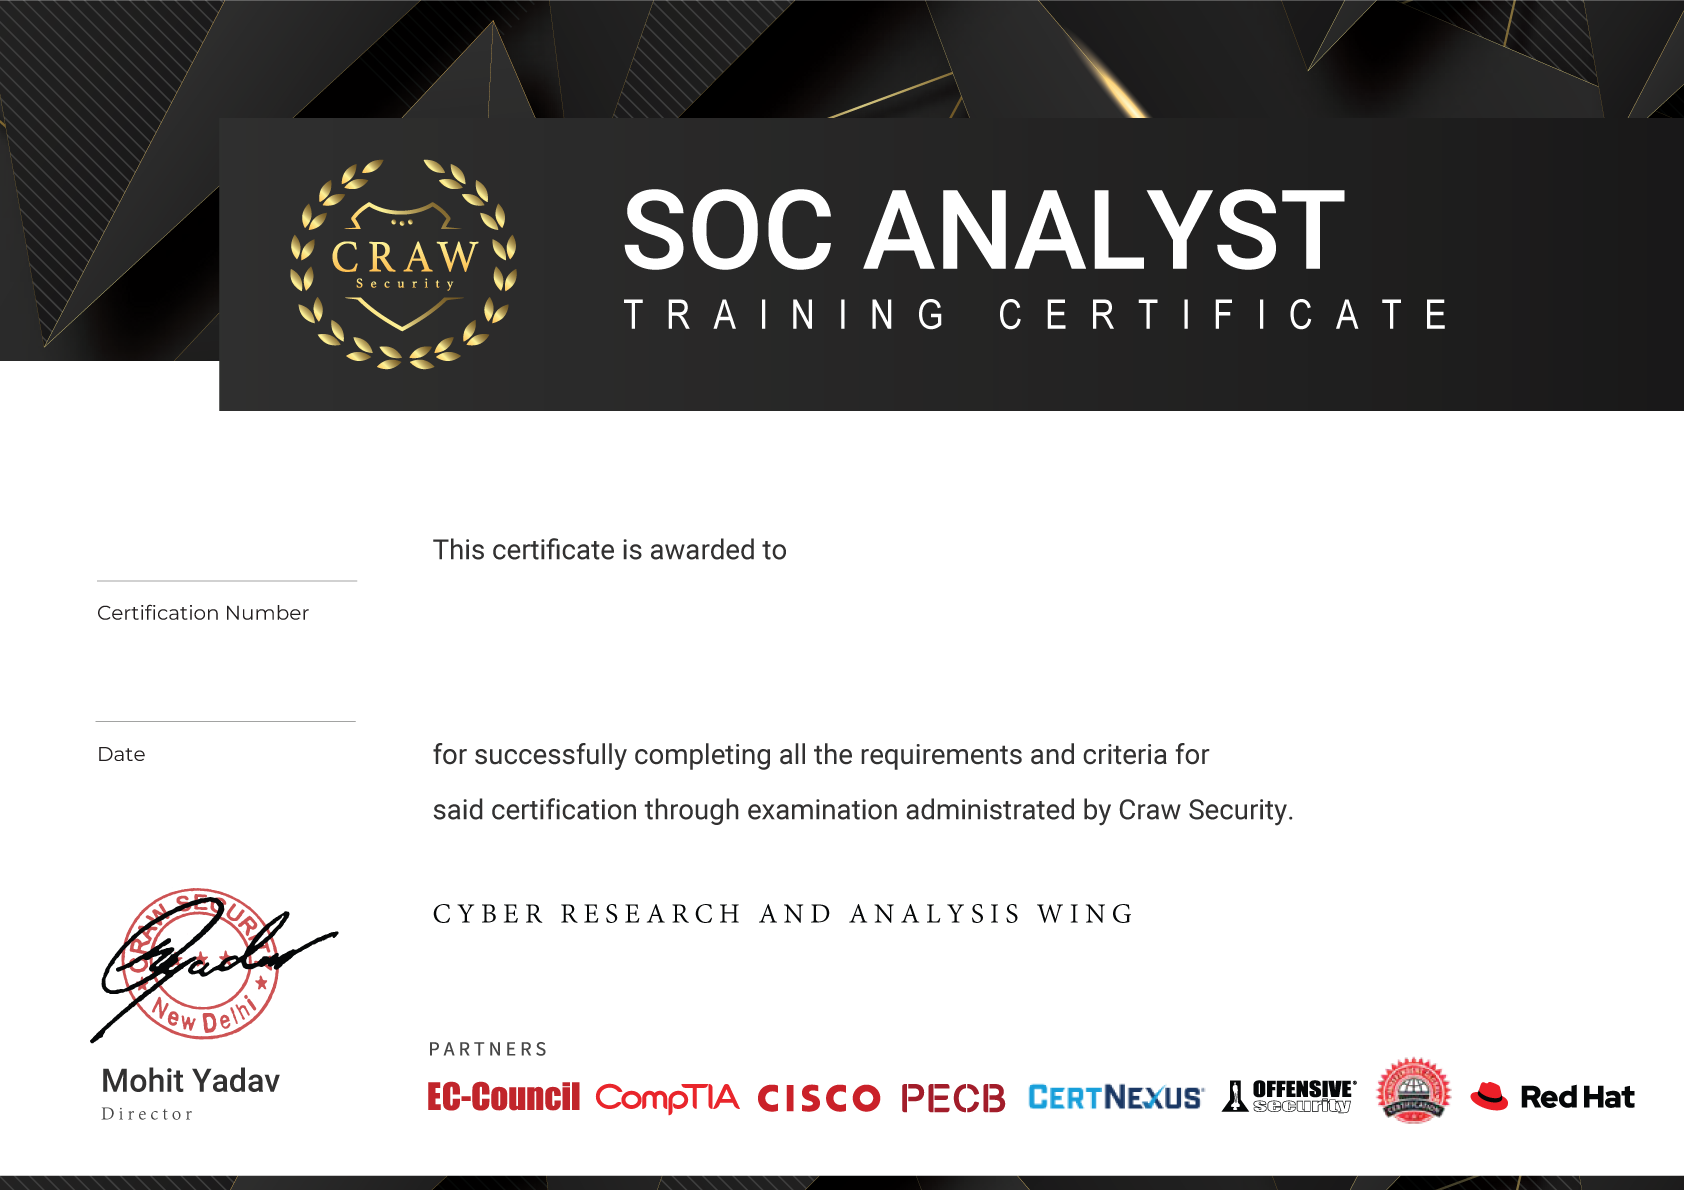 CRAW
Security
SOC ANALYST
TRAINING CERTIFICATE
This certificate is awarded to
Certification Number
Date
for successfully completing all the requirements and criteria for
said certification through examination administrated by Craw Security.
CYBER RESEARCH AND ANALYSIS WING
CRAW SECURITY
New Delhi
Mohit Yadav
Director
PARTNERS
EC-Council
CompTIA
CISCO
PECB
CERTNEXUS
OFFENSIVE®
security
CERTIFICATION
Red Hat